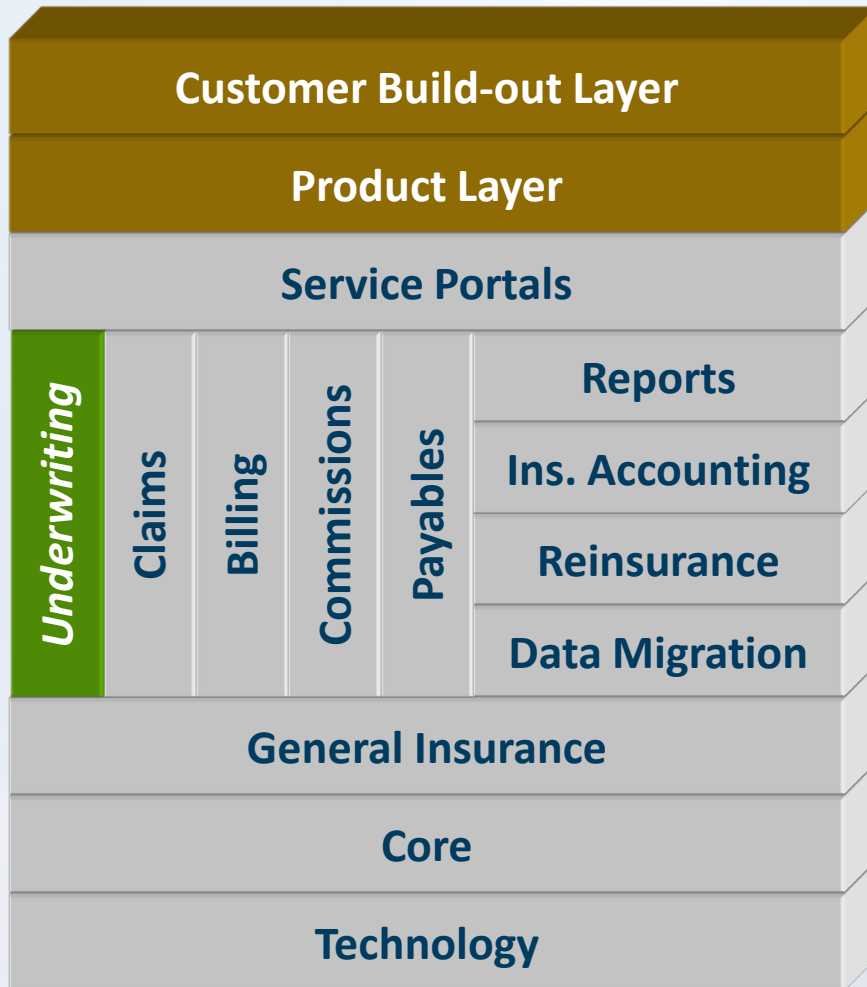 Customer Build-out Layer
Product Layer
Service Portals
Underwriting
Claims
Billing
Commissions
Payables
Reports
Ins. Accounting
Reinsurance
Data Migration
General Insurance
Core
Technology